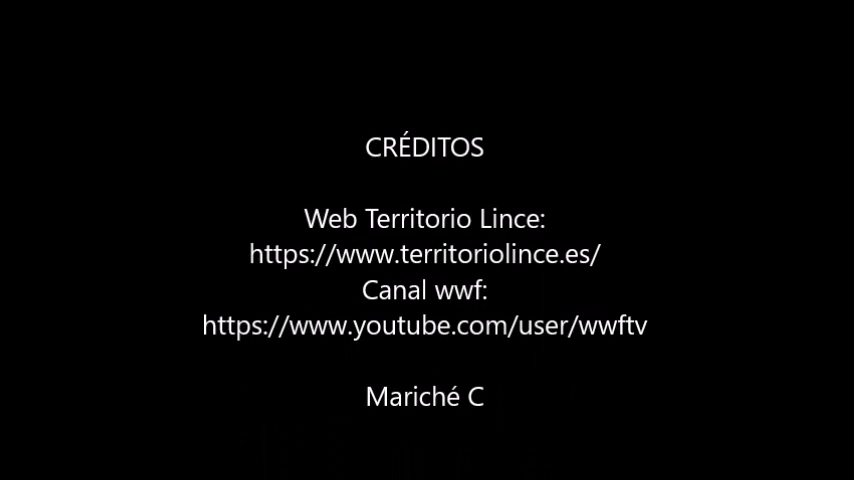 CRÉDITOS
Web Territorio Lince:
https://www.territoriolince.es/
Canal wwf:
https://www.youtube.com/user/wwftv
Mariché C